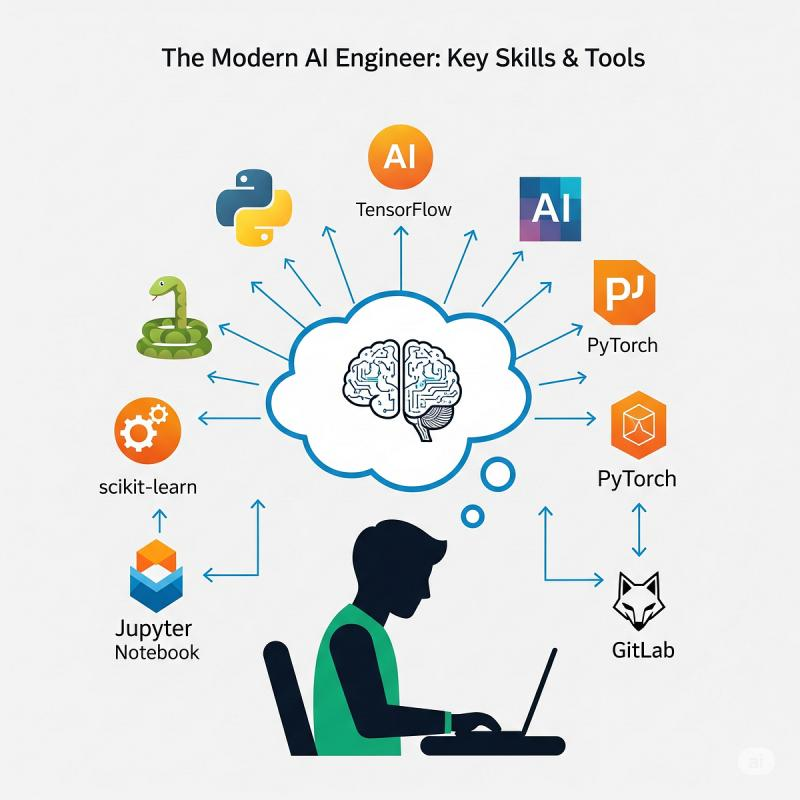 The Modern AI Engineer: Key Skills & Tools
AI
TensorFlow
AI
PJ
PyTorch
scikit-learn
PyTorch
Jupyter
Notebook
GitLab
ai